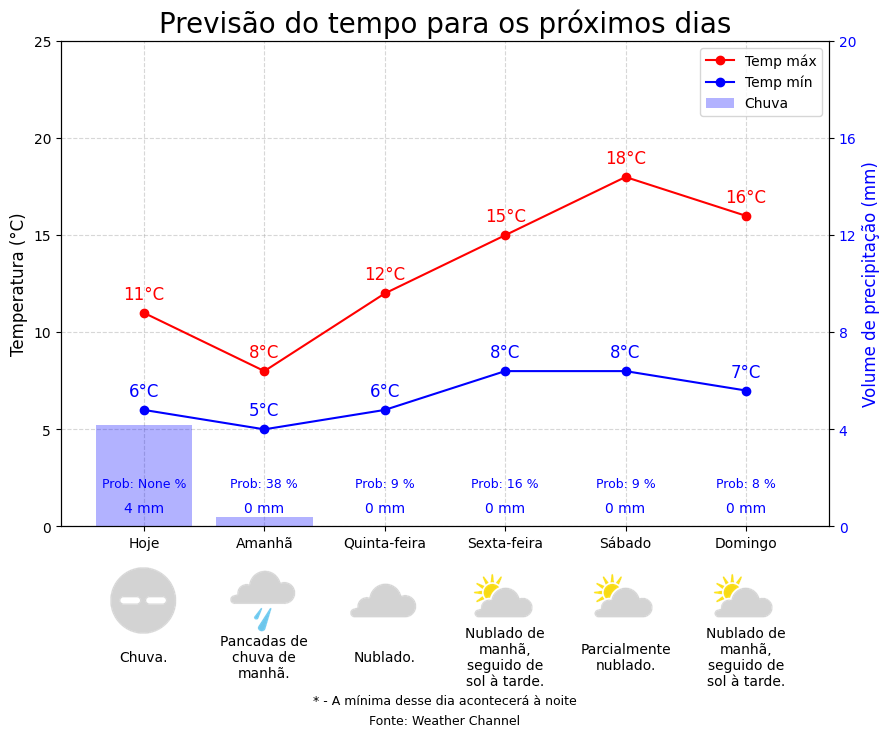 Previsão do tempo para os próximos dias
25
20
15
10
5
0
Temperatura (°C)
20
16
12
8
4
0
Volume de precipitação (mm)
Temp máx
Temp mín
Chuva
11°C
8°C
12°C
15°C
18°C
16°C
6°C
5°C
6°C
8°C
8°C
7°C
Prob: None %
Prob: 38 %
Prob: 9 %
Prob: 16 %
Prob: 9 %
Prob: 8 %
4 mm
0 mm
0 mm
0 mm
0 mm
0 mm
Hoje
Amanhã
Quinta-feira
Sexta-feira
Sábado
Domingo
Chuva.
Pancadas de
chuva de
manhã.
Nublado.
Nublado de
manhã,
seguido de
sol à tarde.
Parcialmente
nublado.
Nublado de
manhã,
seguido de
sol à tarde.
* - A mínima desse dia acontecerá à noite
Fonte: Weather Channel